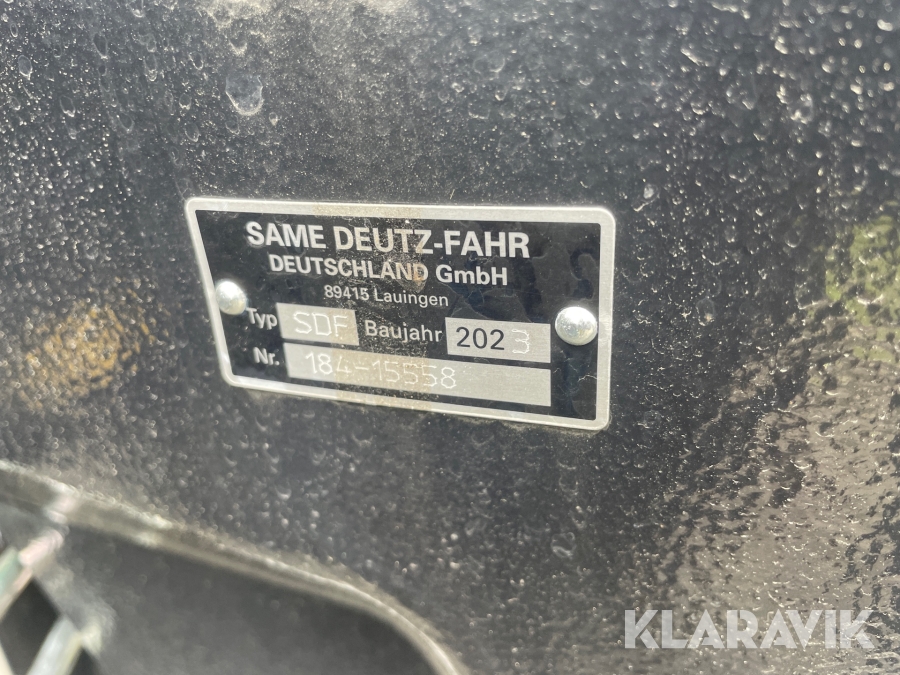 SAME DEUTZ-FAHR
DEUTSCHLAND GmbH
89415 Lauingen
Typ SDF Baujahr 2023
Nr. 184-15558
KLARAVIK